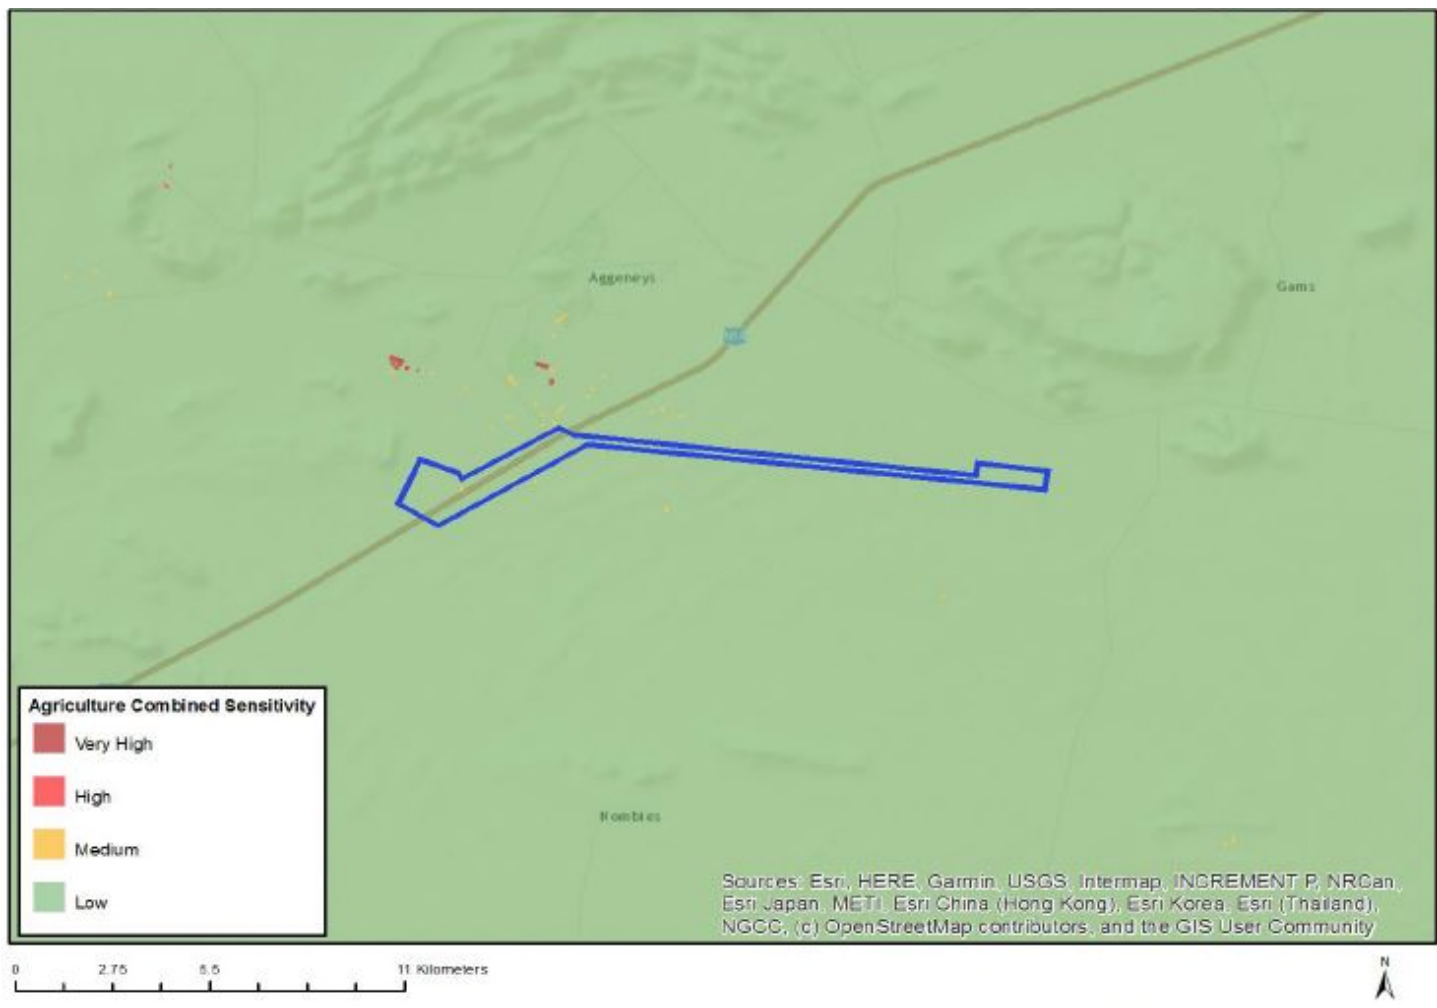 Aggeneys
Gams
Agriculture Combined Sensitivity
Very High
High
Medium
Low
Kombies
Sources: Esri, HERE, Garmin, USGS, Intermap, INCREMENT P, NRCan,
Esri Japan, METI, Esri China (Hong Kong), Esri Korea, Esri (Thailand),
NGCC, (c) OpenStreetMap contributors, and the GIS User Community
0 2.75 5.5 11 Kilometers
N